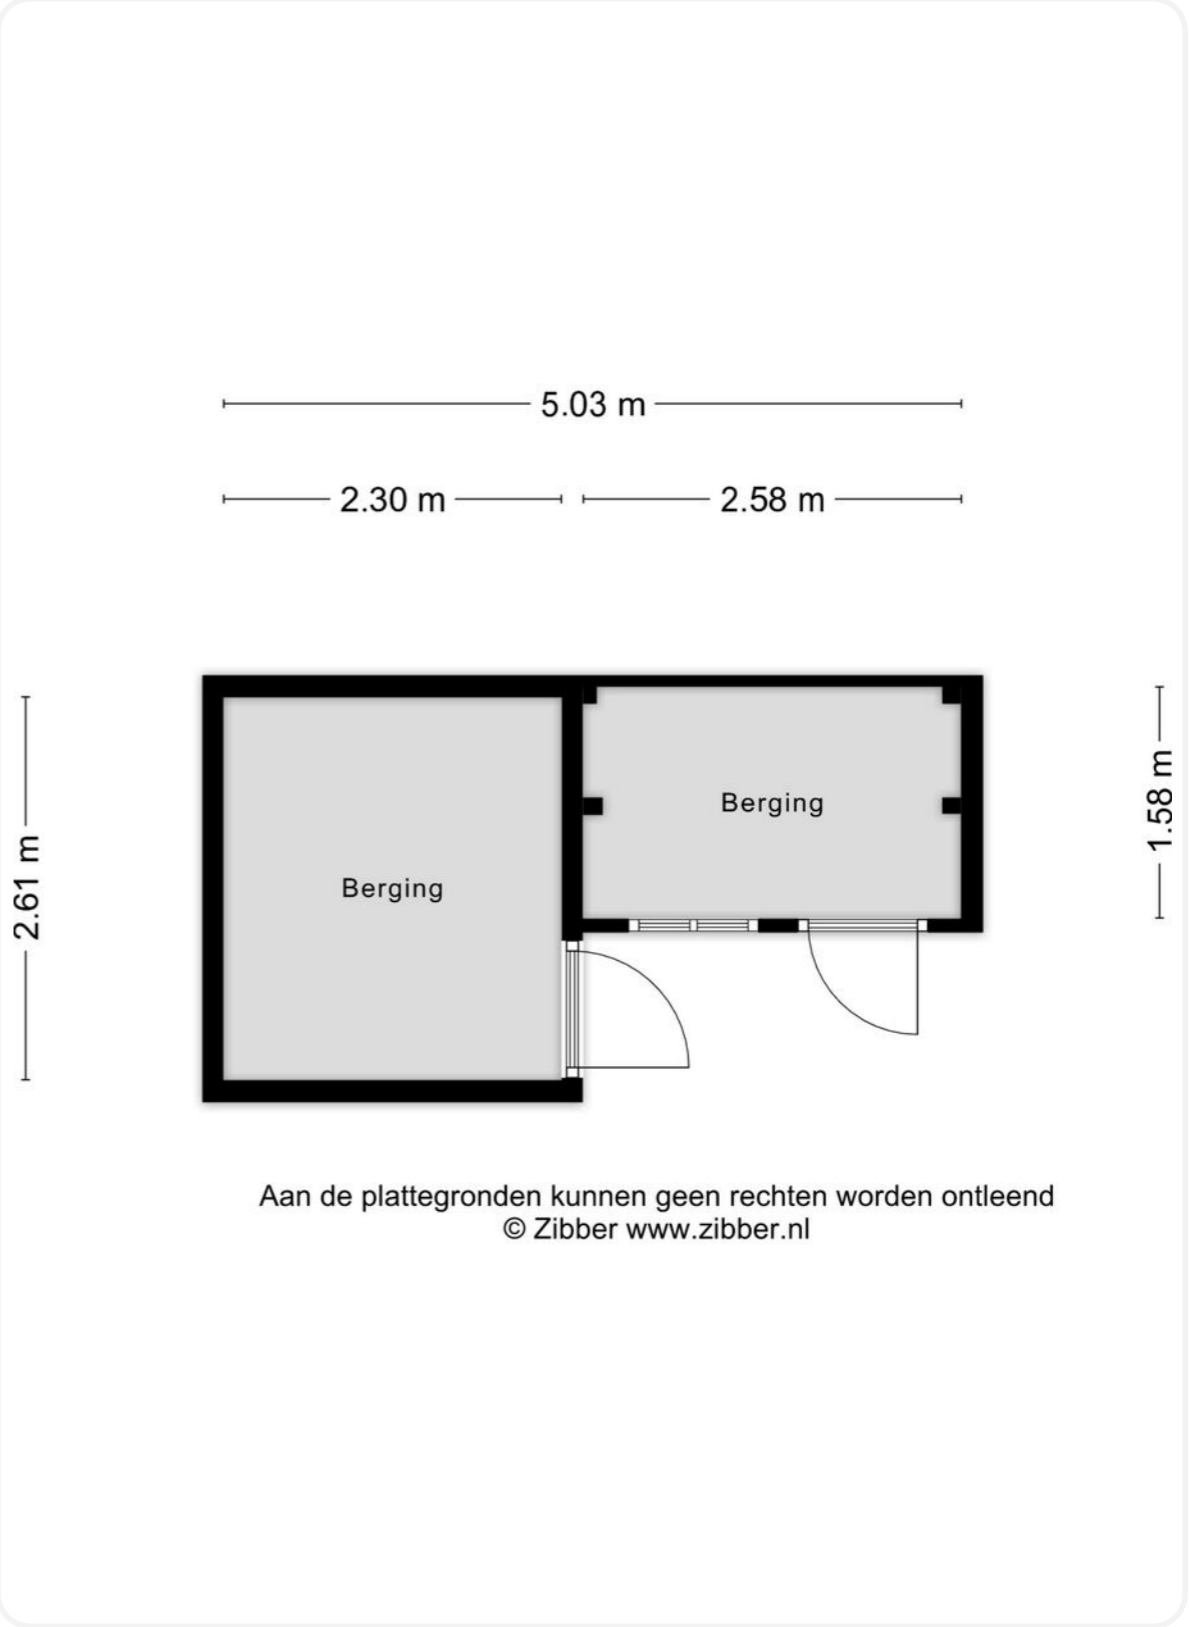 5.03 m
2.30 m
2.58 m
2.61 m
1.58 m
Berging
Berging
Aan de plattegronden kunnen geen rechten worden ontleend
© Zibber www.zibber.nl